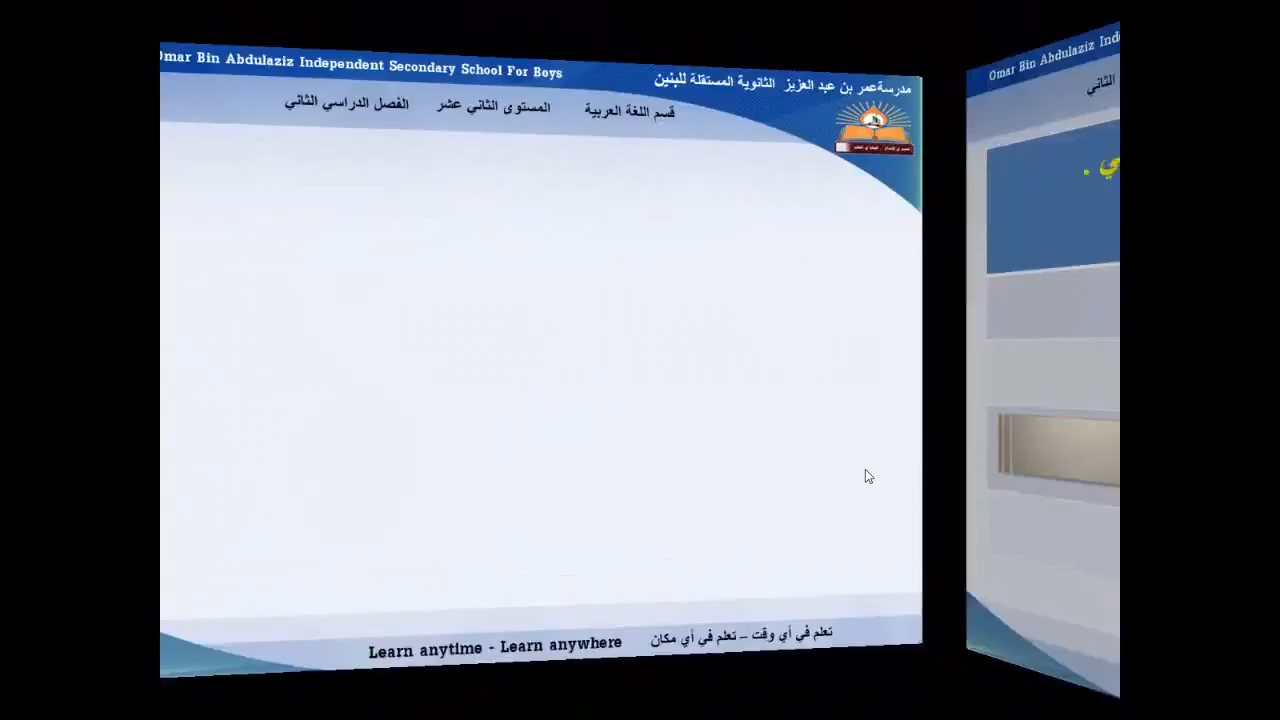 Omar Bin Abdulaziz Independent Secondary School For Boys
مدرسةعمر بن عبد العزيز الثانوية المستقلة للبنين
قسم اللغة العربية المستوى الثاني عشر الفصل الدراسي الثاني
Learn anytime - Learn anywhere
تعلم في أي وقت – تعلم في أي مكان
Omar Bin Abdulaziz Ind
الثاني
ي .